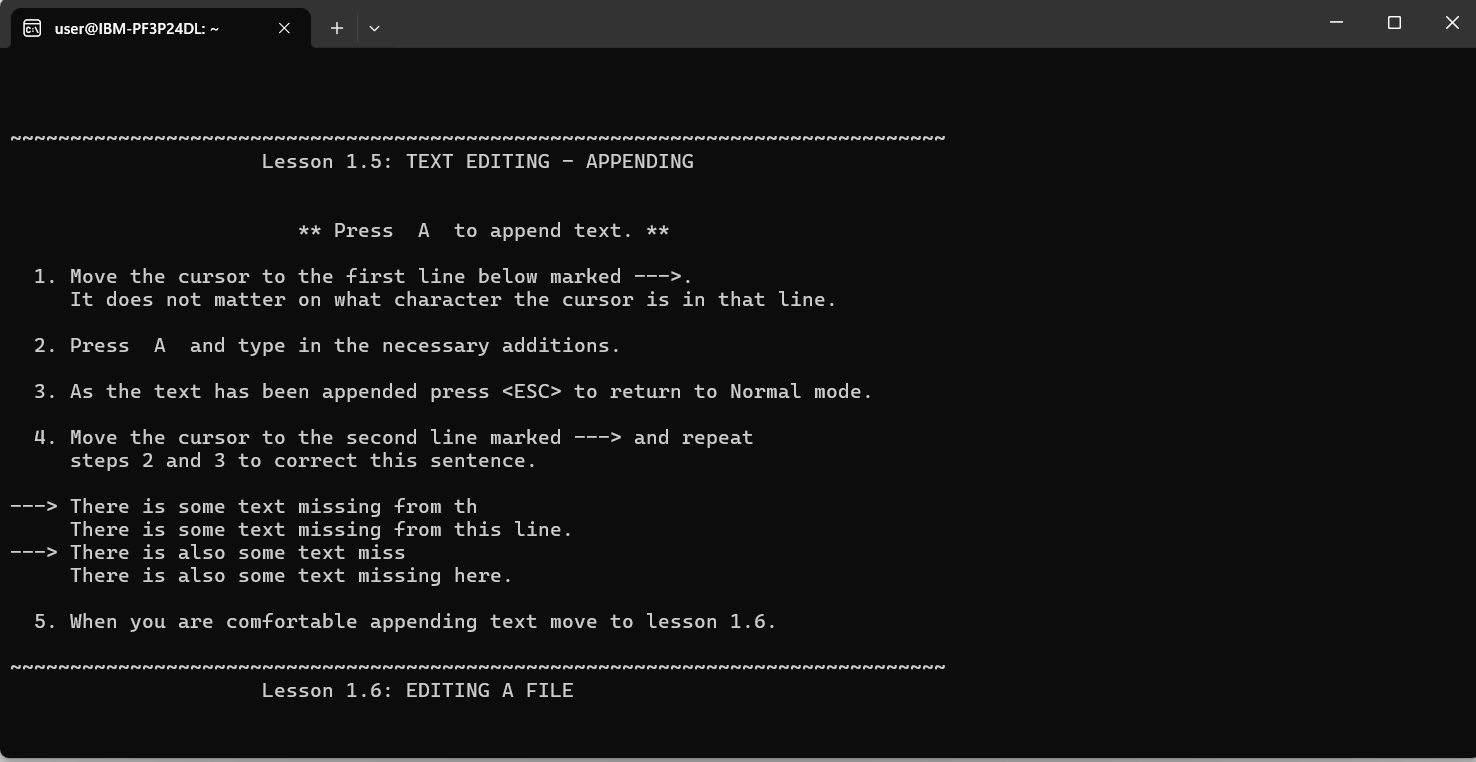 user@IBM-PF3P24DL: ~
~~~~~~~~~~~~~~~~~~~~~~~~~~~~~~~~~~~~~~~~~~~~~~~~~~~~~~~~~~~~~~~~~~~~~~~~~~~~~~
Lesson 1.5: TEXT EDITING - APPENDING
** Press  A  to append text. **
1. Move the cursor to the first line below marked --->.
It does not matter on what character the cursor is in that line.
2. Press  A  and type in the necessary additions.
3. As the text has been appended press <ESC> to return to Normal mode.
4. Move the cursor to the second line marked ---> and repeat
steps 2 and 3 to correct this sentence.
---> There is some text missing from th
There is some text missing from this line.
---> There is also some text miss
There is also some text missing here.
5. When you are comfortable appending text move to lesson 1.6.
~~~~~~~~~~~~~~~~~~~~~~~~~~~~~~~~~~~~~~~~~~~~~~~~~~~~~~~~~~~~~~~~~~~~~~~~~~~~~~
Lesson 1.6: EDITING A FILE